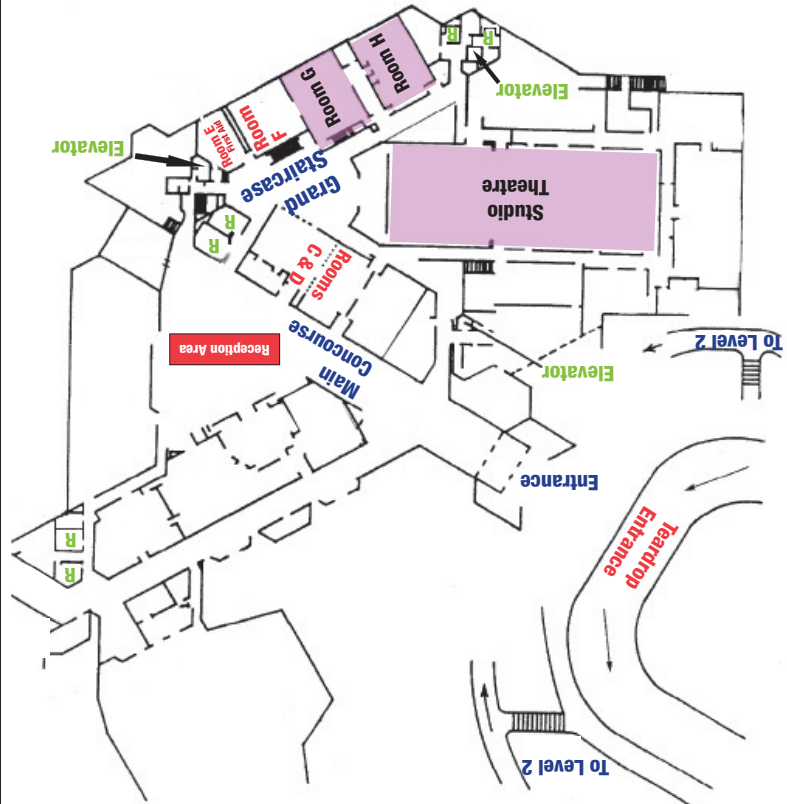 To Level 2
Teardrop
Entrance
R
R
Entrance
Main
Concourse
Elevator
Reception Area
To Level 2
Rooms
C & D
R
R
Studio
Theatre
Grand
Staircase
Elevator
Room E
First Aid
Room
F
Room G
Elevator
Room H
R
R